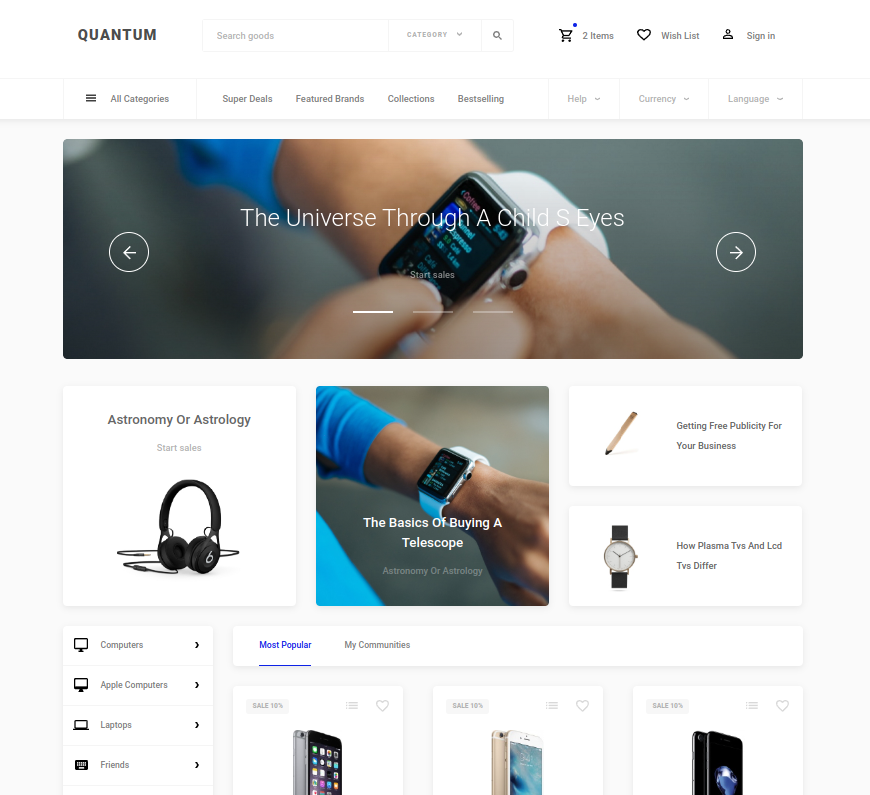 QUANTUM
Search goods
CATEGORY
2 Items
Wish List
Sign in
All Categories
Super Deals
Featured Brands
Collections
Bestselling
Help
Currency
Language
The Universe Through A Child S Eyes
Start sales
Astronomy Or Astrology
Start sales
The Basics Of Buying A
Telescope
Astronomy Or Astrology
Getting Free Publicity For
Your Business
How Plasma Tvs And Lcd
Tvs Differ
Computers
Apple Computers
Laptops
Friends
Most Popular
My Communities
SALE 10%
SALE 10%
SALE 10%